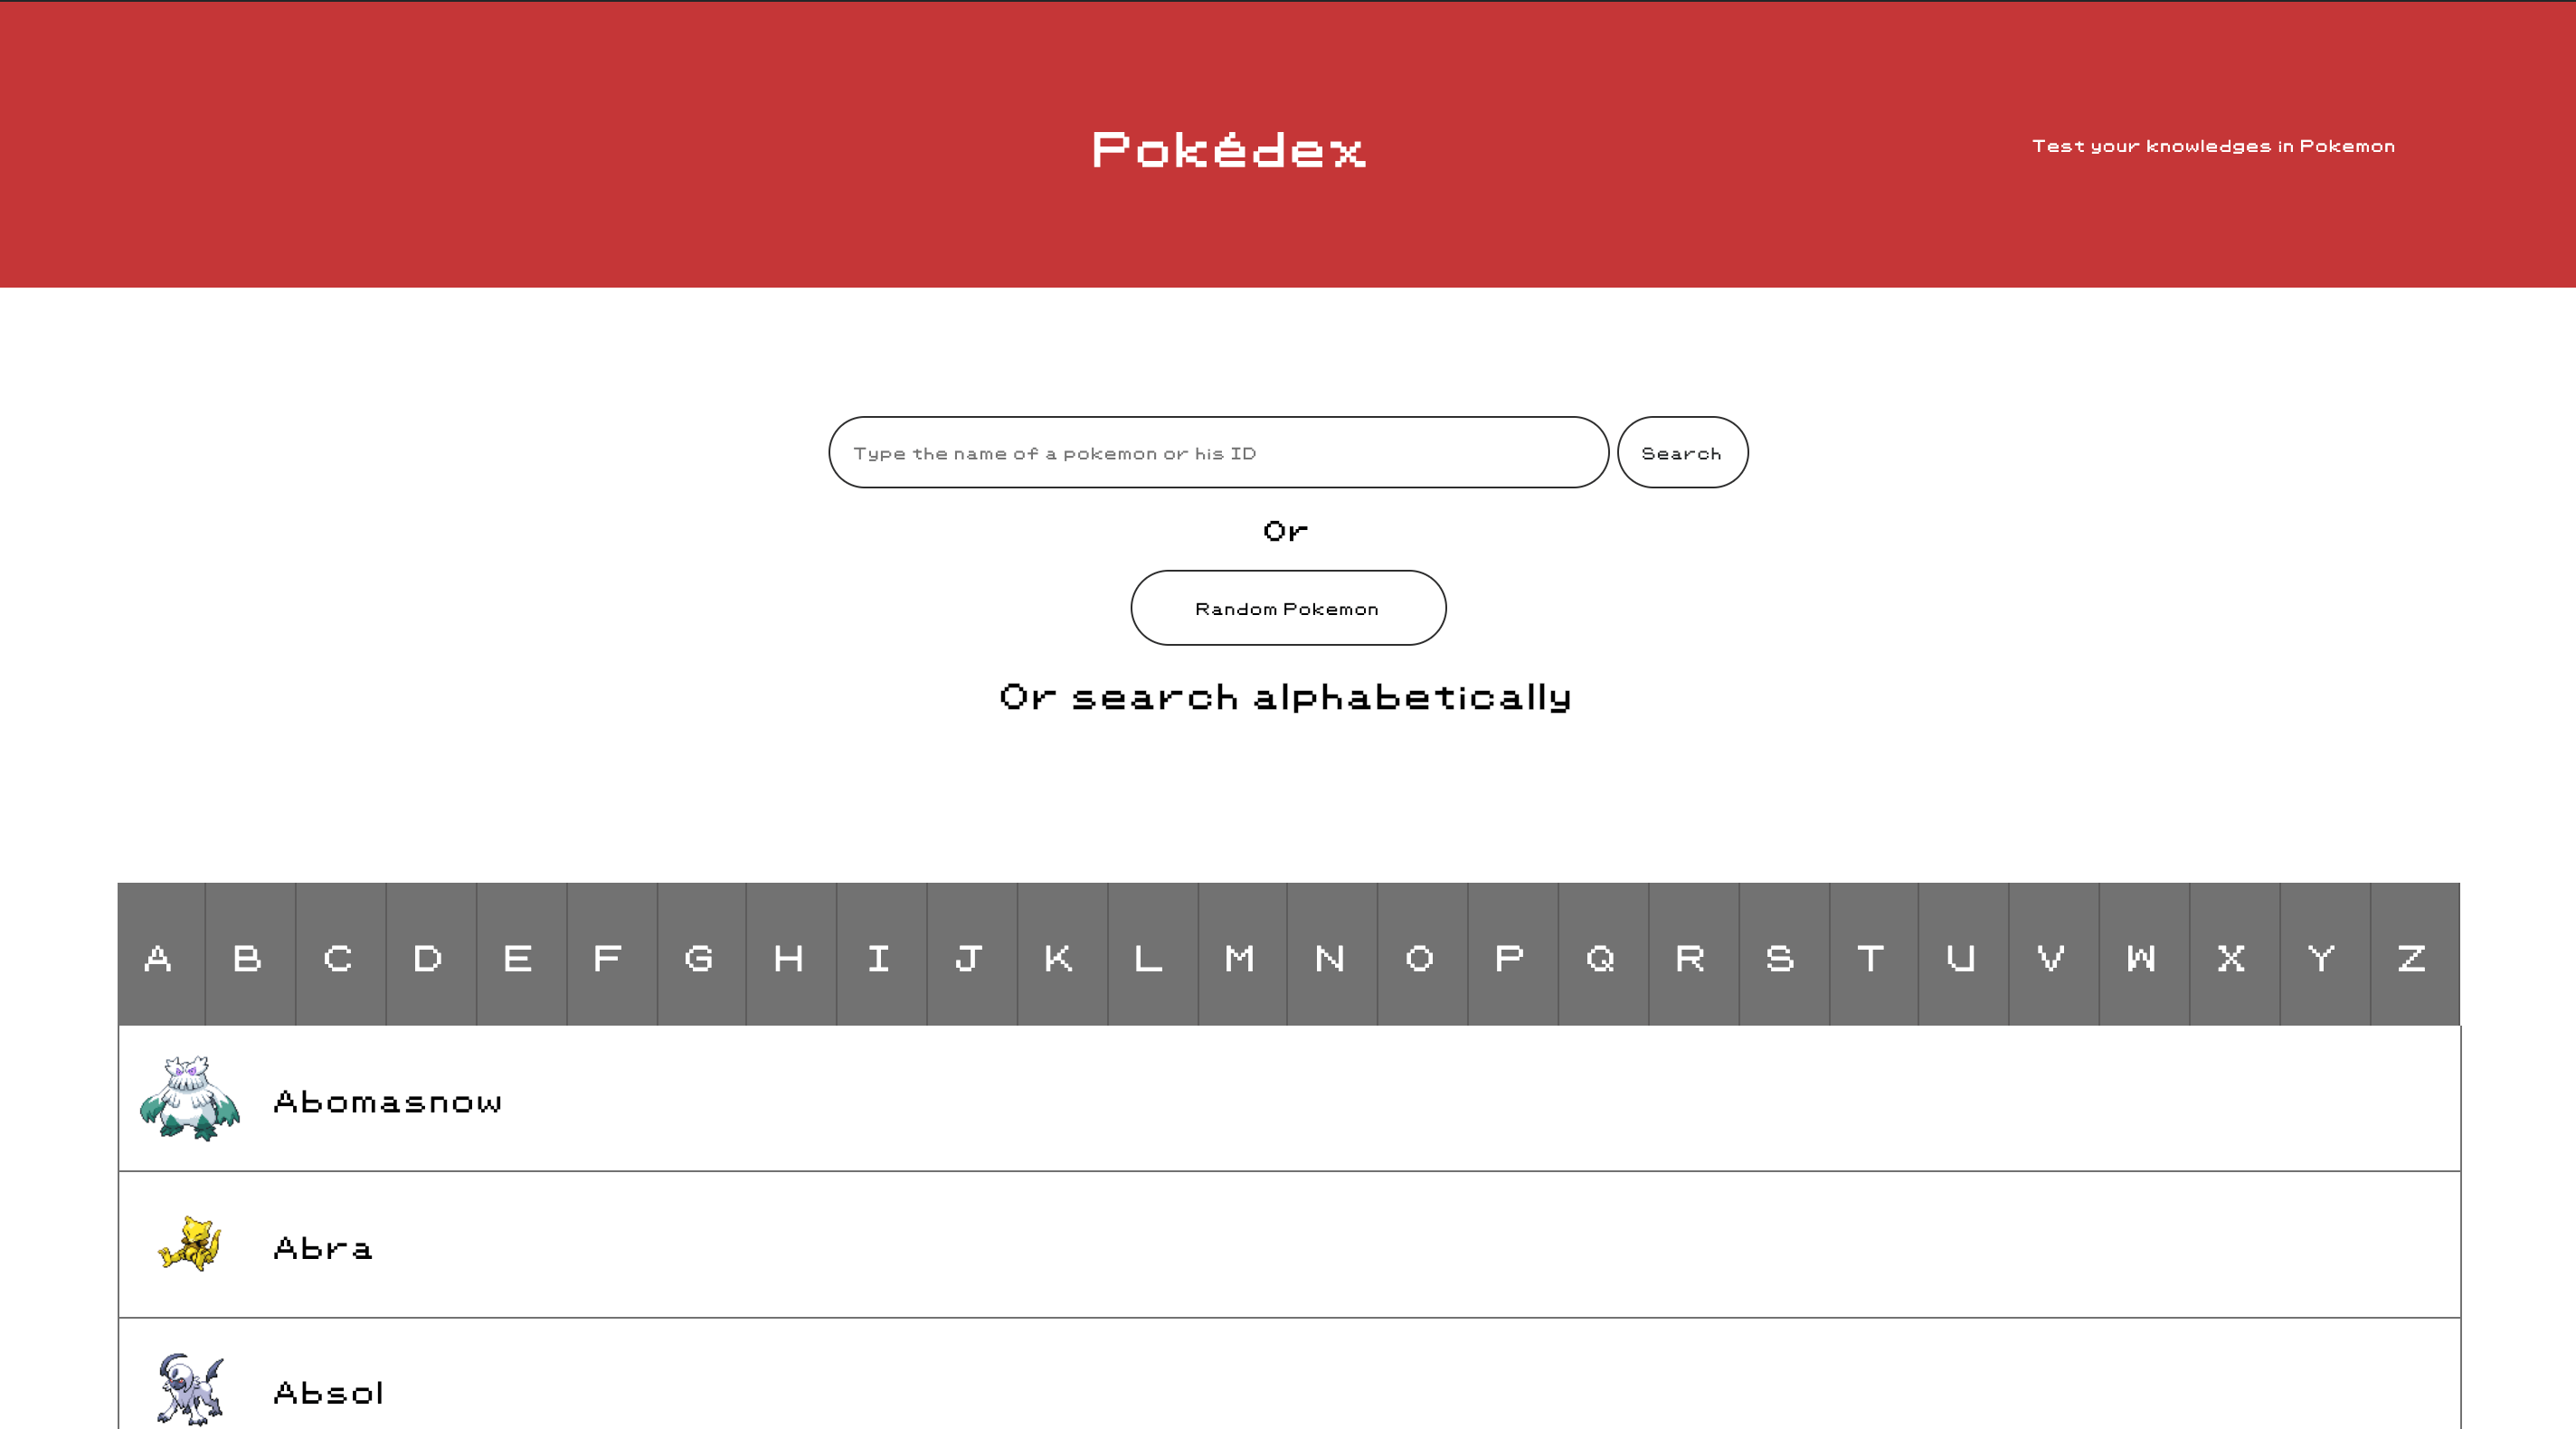 Pokédex
Test your knowledges in Pokemon
Type the name of a pokemon or his ID
Search
Or
Random Pokemon
Or search alphabetically
A B C D E F G H I J K L M N O P Q R S T U V W X Y Z
Abomasnow
Abra
Absol